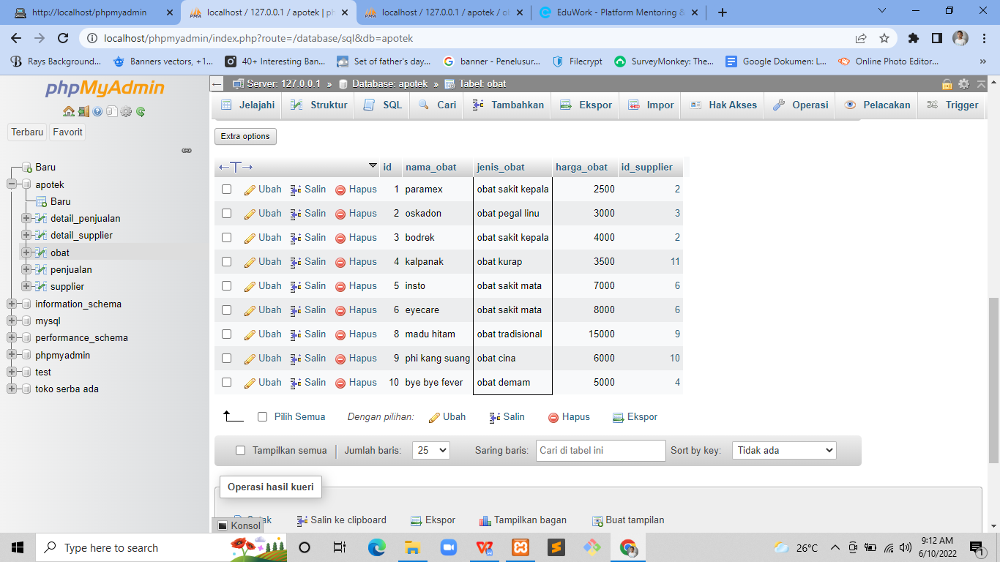 http://localhost/phpmyadmin
localhost / 127.0.0.1 / apotek | ph
localhost / 127.0.0.1 / apotek / ol
EduWork - Platform Mentoring &
localhost/phpmyadmin/index.php?route=/database/sql&db=apotek
Rays Background... Banners vectors, +1... 40+ Interesting Ban... Set of father's day... banner - Penelusur... Filecrypt SurveyMonkey: The... Google Dokumen: L... Online Photo Editor... »
phpMyAdmin
Terbaru Favorit
Baru
apotek
Baru
detail_penjualan
detail_supplier
obat
penjualan
supplier
information_schema
mysql
performance_schema
phpmyadmin
test
toko serba ada
Server: 127.0.0.1 » Database: apotek » Tabel: obat
Jelajahi Struktur SQL Cari Tambahkan Ekspor Impor Hak Akses Operasi Pelacakan Trigger
Extra options
id nama_obat jenis_obat harga_obat id_supplier
Ubah Salin Hapus 1 paramex obat sakit kepala 2500 2
Ubah Salin Hapus 2 oskadon obat pegal linu 3000 3
Ubah Salin Hapus 3 bodrek obat sakit kepala 4000 2
Ubah Salin Hapus 4 kalpanak obat kurap 3500 11
Ubah Salin Hapus 5 insto obat sakit mata 7000 6
Ubah Salin Hapus 6 eyecare obat sakit mata 8000 6
Ubah Salin Hapus 8 madu hitam obat tradisional 15000 9
Ubah Salin Hapus 9 phi kang suang obat cina 6000 10
Ubah Salin Hapus 10 bye bye fever obat demam 5000 4
Pilih Semua Dengan pilihan: Ubah Salin Hapus Ekspor
Tampilkan semua Jumlah baris: 25 Saring baris: Cari di tabel ini Sort by key: Tidak ada
Operasi hasil kueri
Salin ke clipboard Ekspor Tampilkan bagan Buat tampilan
Konsol
Type here to search
26°C
9:12 AM
6/10/2022
1